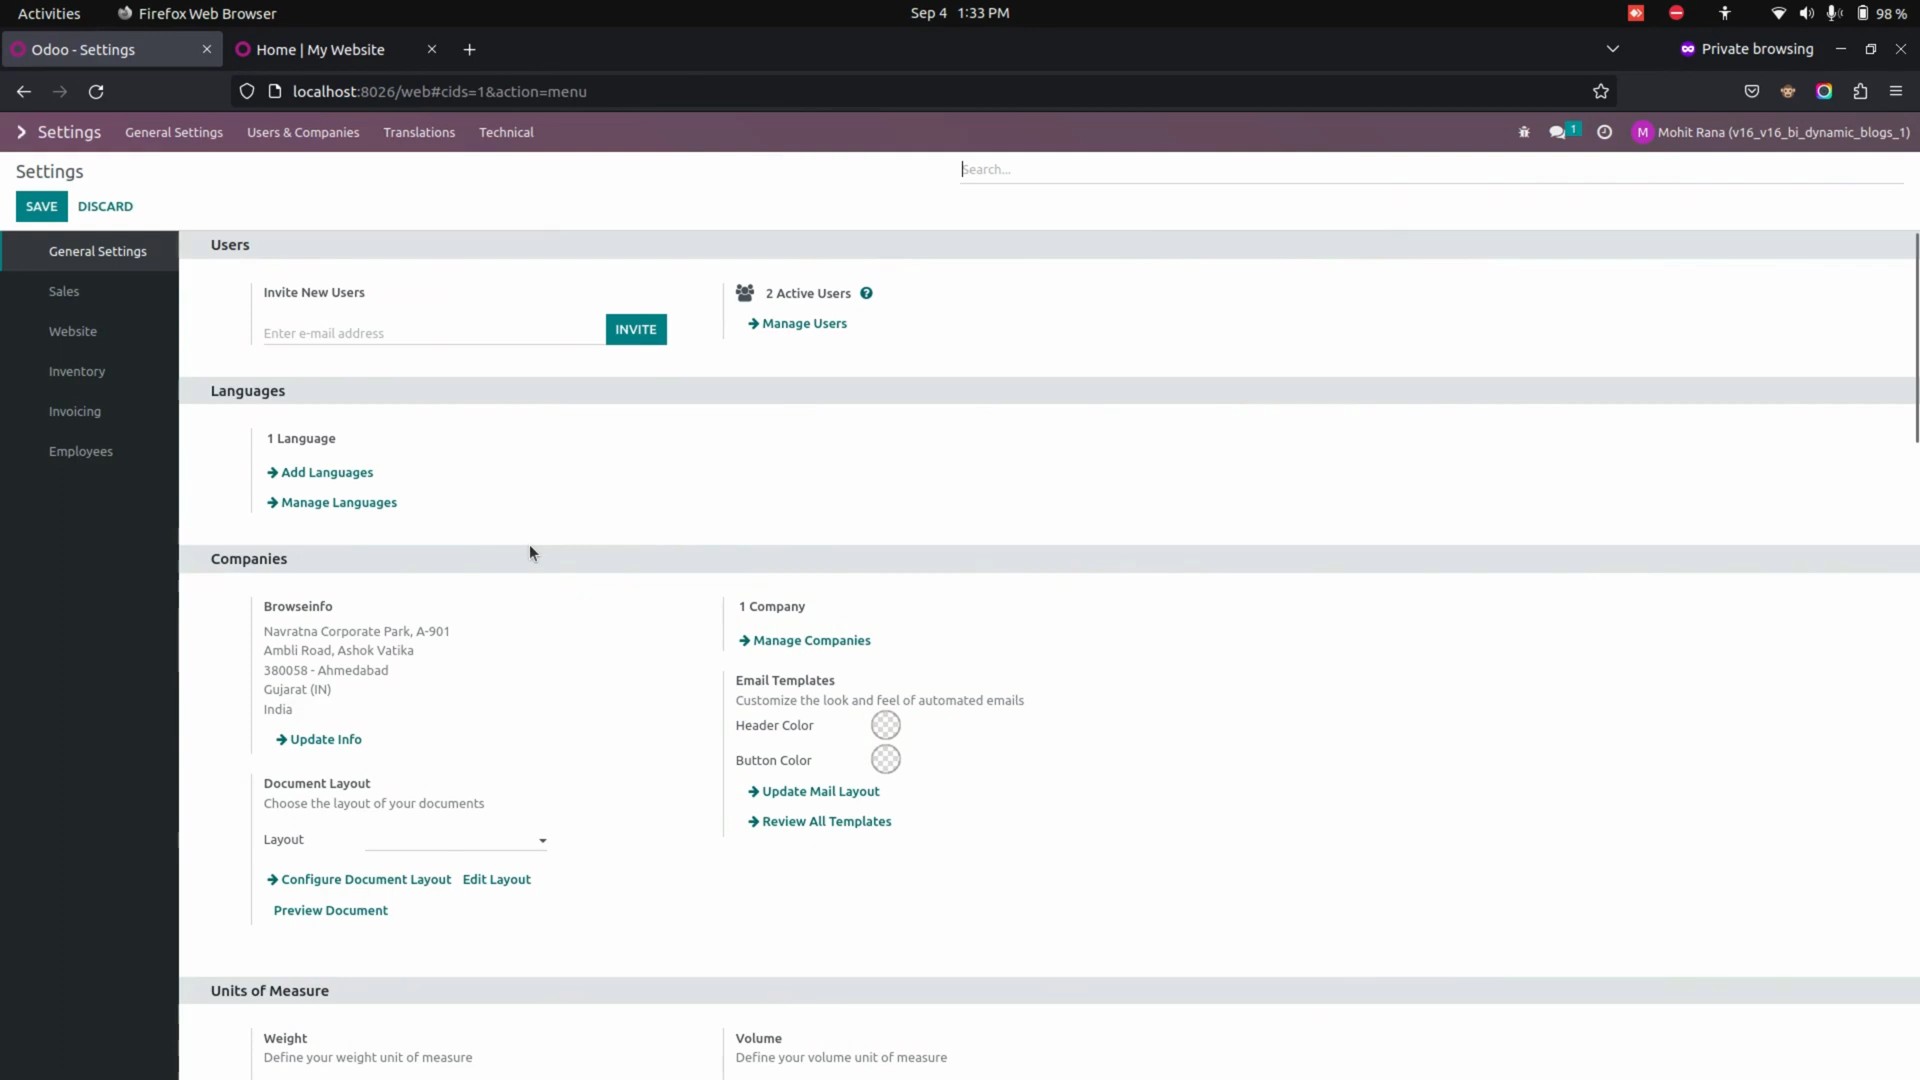 Activities Firefox Web Browser Sep 4 1:33 PM 98 %
Odoo - Settings Home | My Website Private browsing
localhost:8026/web#cids=1&action=menu
Settings General Settings Users & Companies Translations Technical 1 M Mohit Rana (v16_v16_bi_dynamic_blogs_1)
Settings Search...
SAVE DISCARD
General Settings
Sales
Website
Inventory
Invoicing
Employees
Users
Invite New Users
Enter e-mail address INVITE
2 Active Users ?
Manage Users
Languages
1 Language
Add Languages
Manage Languages
Companies
Browseinfo
Navratna Corporate Park, A-901
Ambli Road, Ashok Vatika
380058 - Ahmedabad
Gujarat (IN)
India
Update Info
1 Company
Manage Companies
Email Templates
Customize the look and feel of automated emails
Header Color
Button Color
Update Mail Layout
Review All Templates
Document Layout
Choose the layout of your documents
Layout
Configure Document Layout Edit Layout
Preview Document
Units of Measure
Weight
Define your weight unit of measure
Volume
Define your volume unit of measure